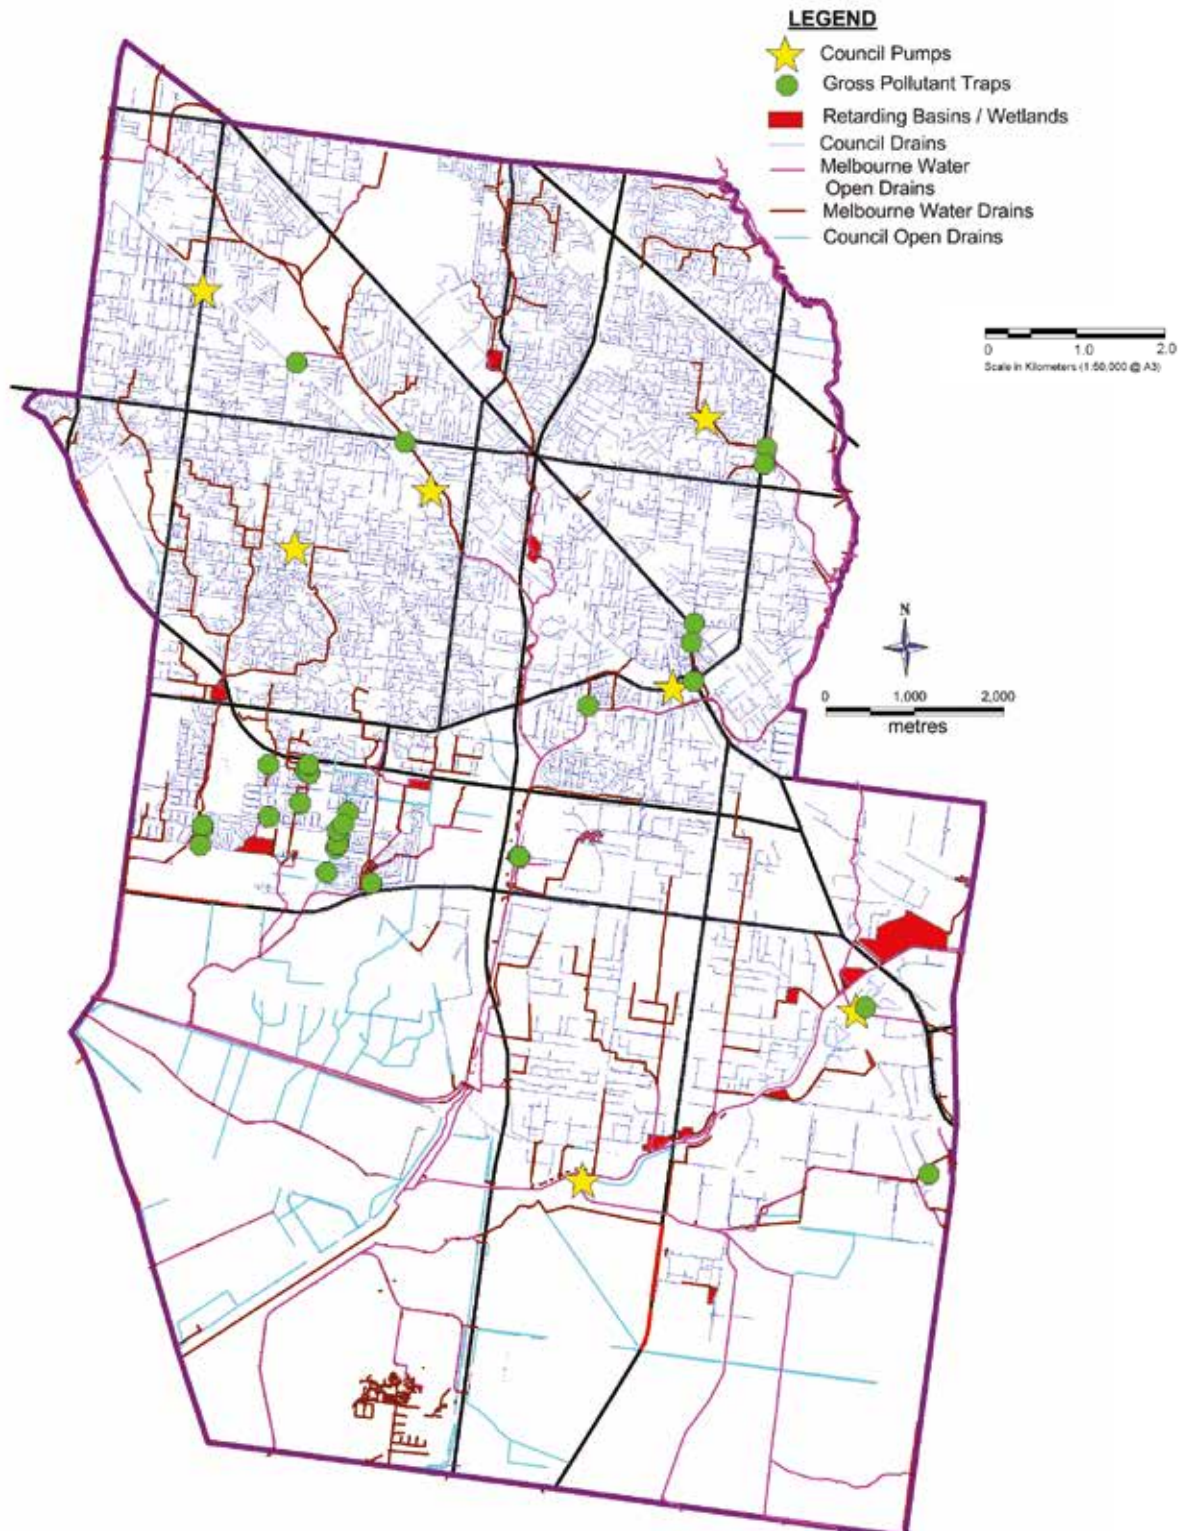 LEGEND
Council Pumps
Gross Pollutant Traps
Retarding Basins / Wetlands
Council Drains
Melbourne Water
Open Drains
Melbourne Water Drains
Council Open Drains
0 1.0 2.0
Scale in Kilometers (1:50,000 @ A3)
N
0 1,000 2,000
metres